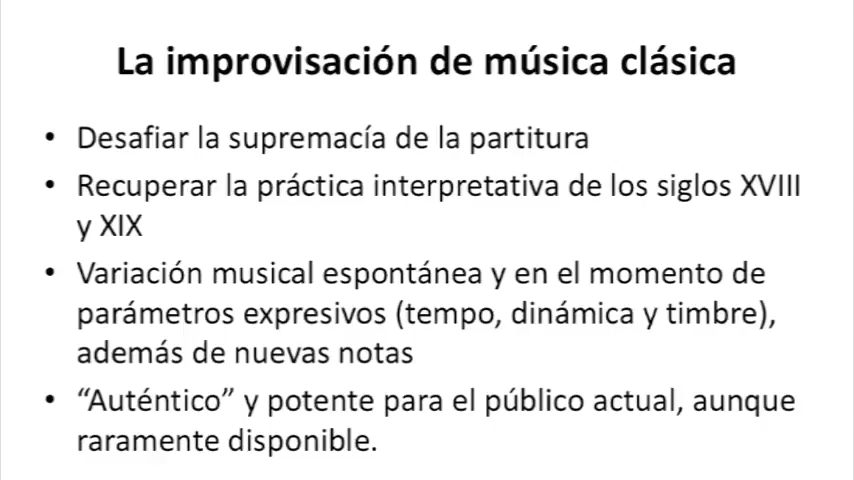 La improvisación de música clásica
• Desafiar la supremacía de la partitura
• Recuperar la práctica interpretativa de los siglos XVIII
y XIX
• Variación musical espontánea y en el momento de
parámetros expresivos (tempo, dinámica y timbre),
además de nuevas notas
• “Auténtico” y potente para el público actual, aunque
raramente disponible.